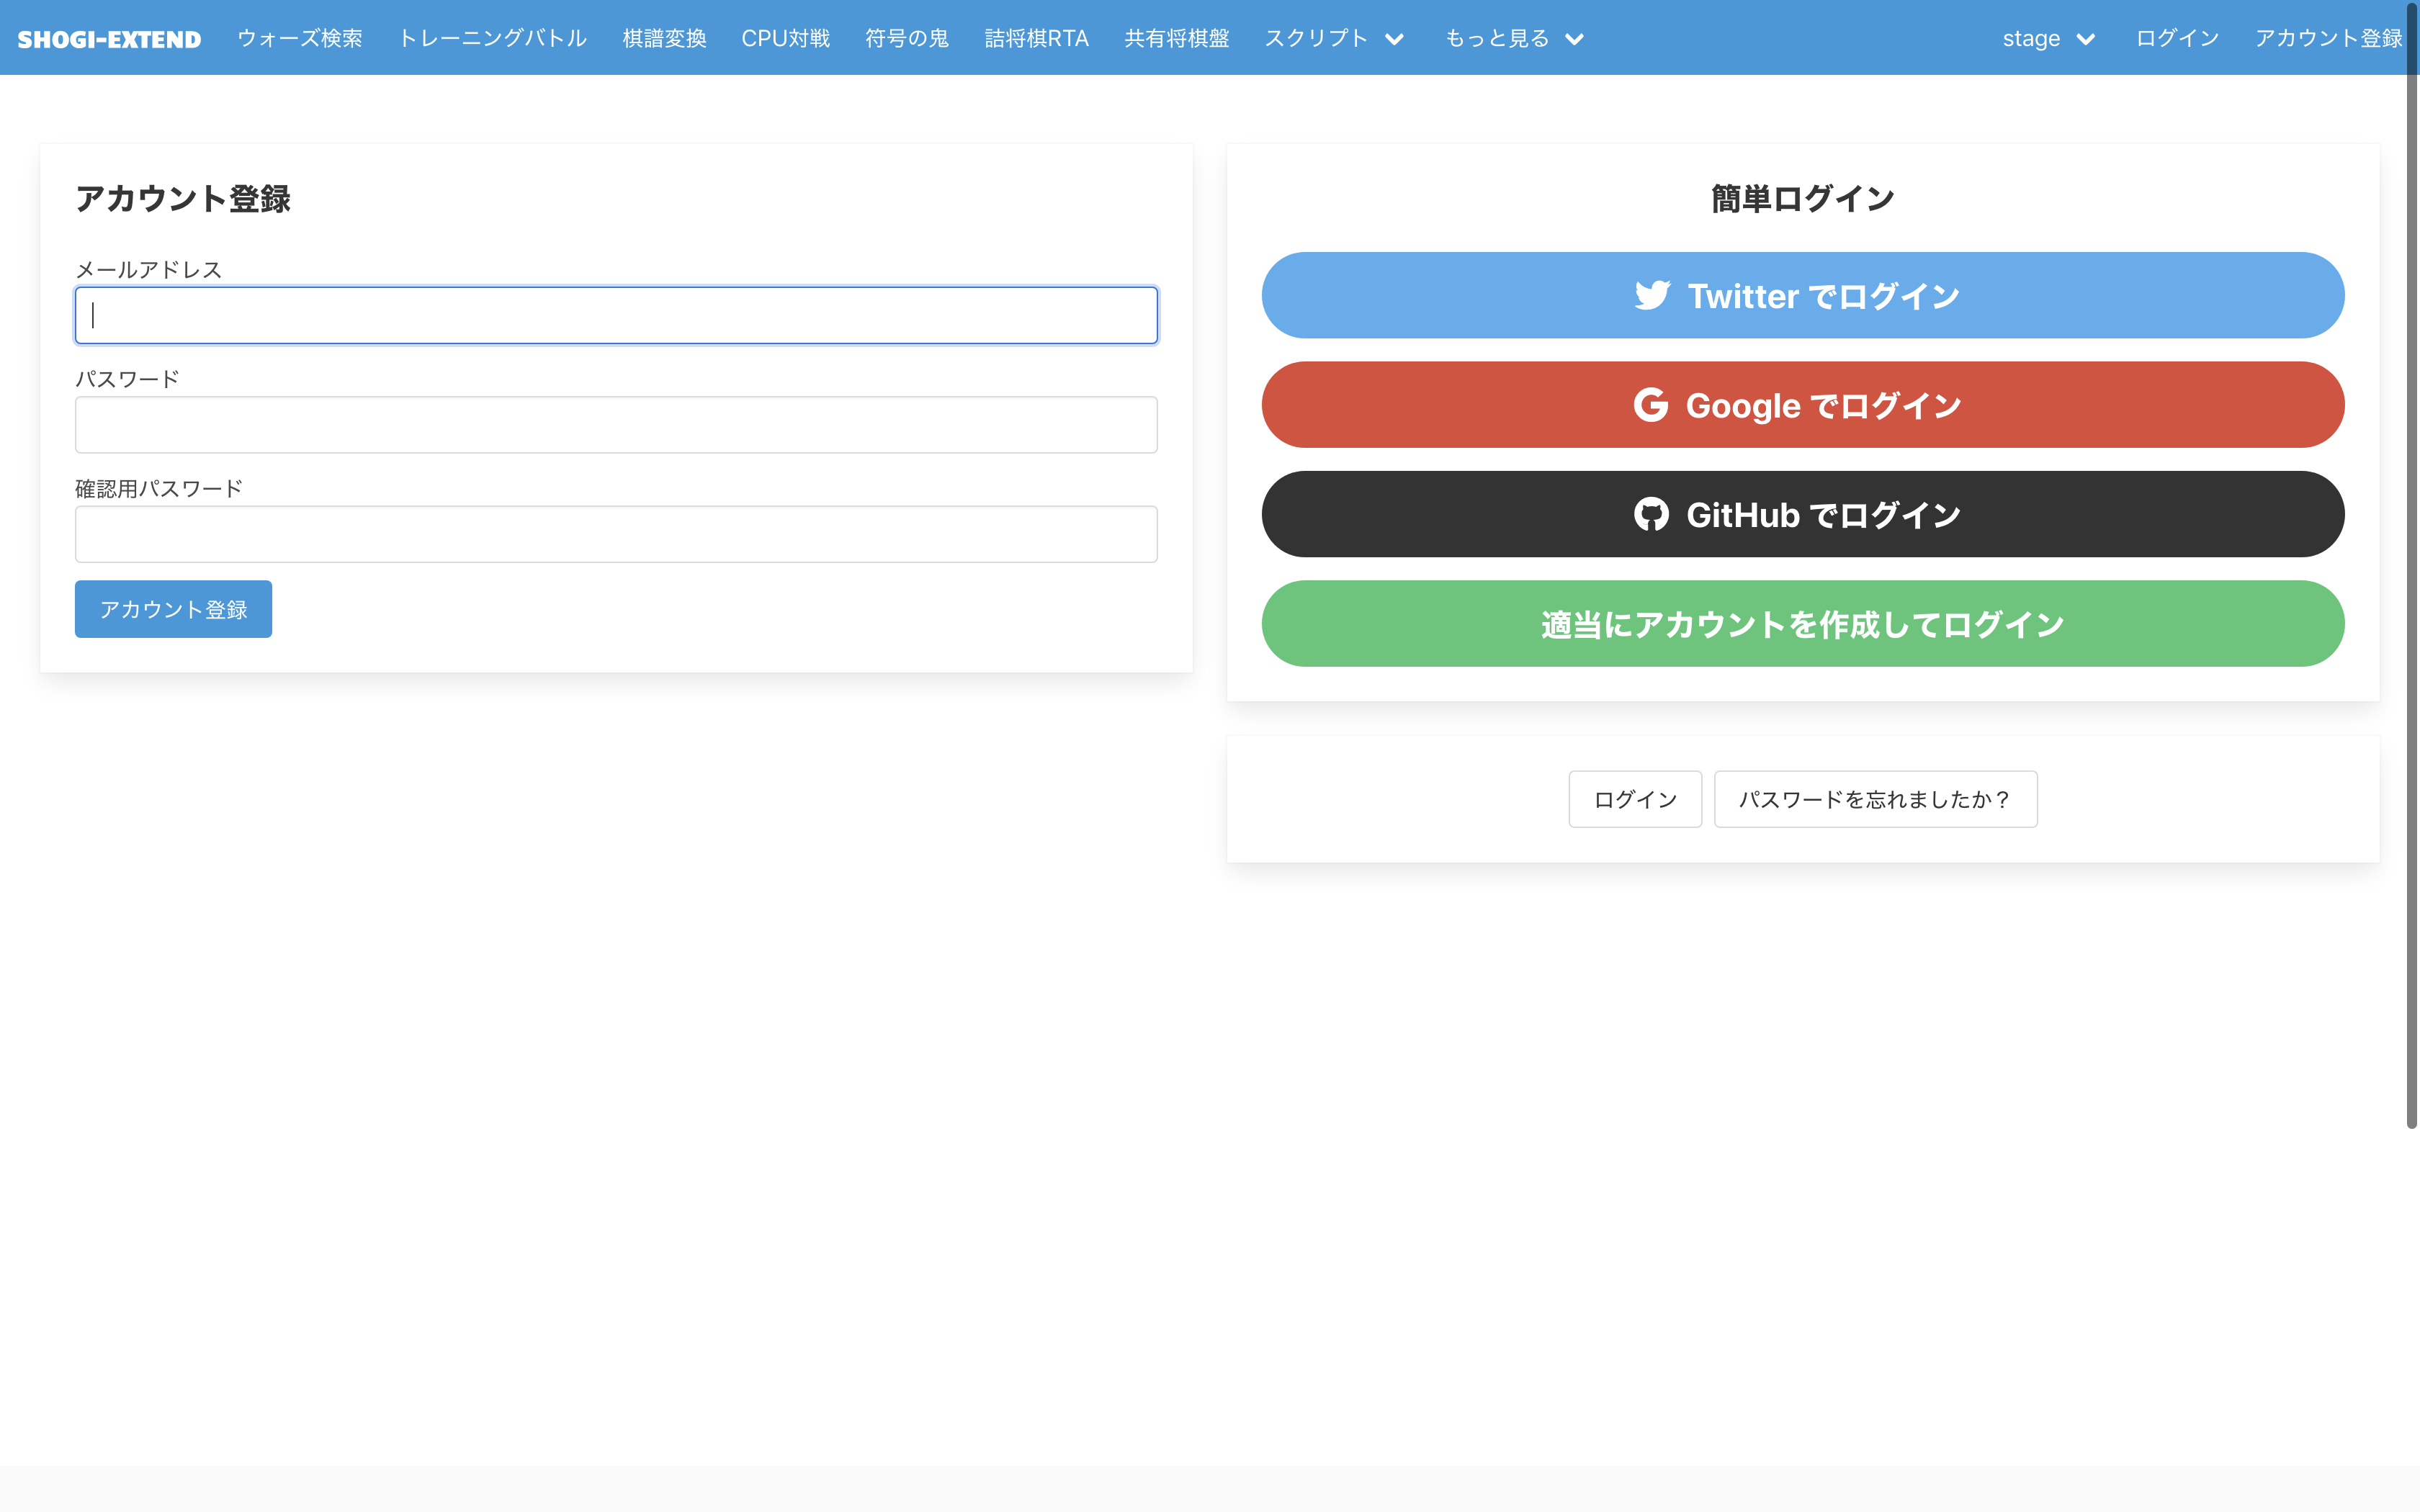 SHOGI-EXTEND ウォーズ検索 トレーニングバトル 棋譜変換 CPU対戦 符号の鬼 詰将棋RTA 共有将棋盤 スクリプト もっと見る stage ログイン アカウント登録
アカウント登録
メールアドレス
パスワード
確認用パスワード
アカウント登録
簡単ログイン
Twitter でログイン
Google でログイン
GitHub でログイン
適当にアカウントを作成してログイン
ログイン パスワードを忘れましたか？